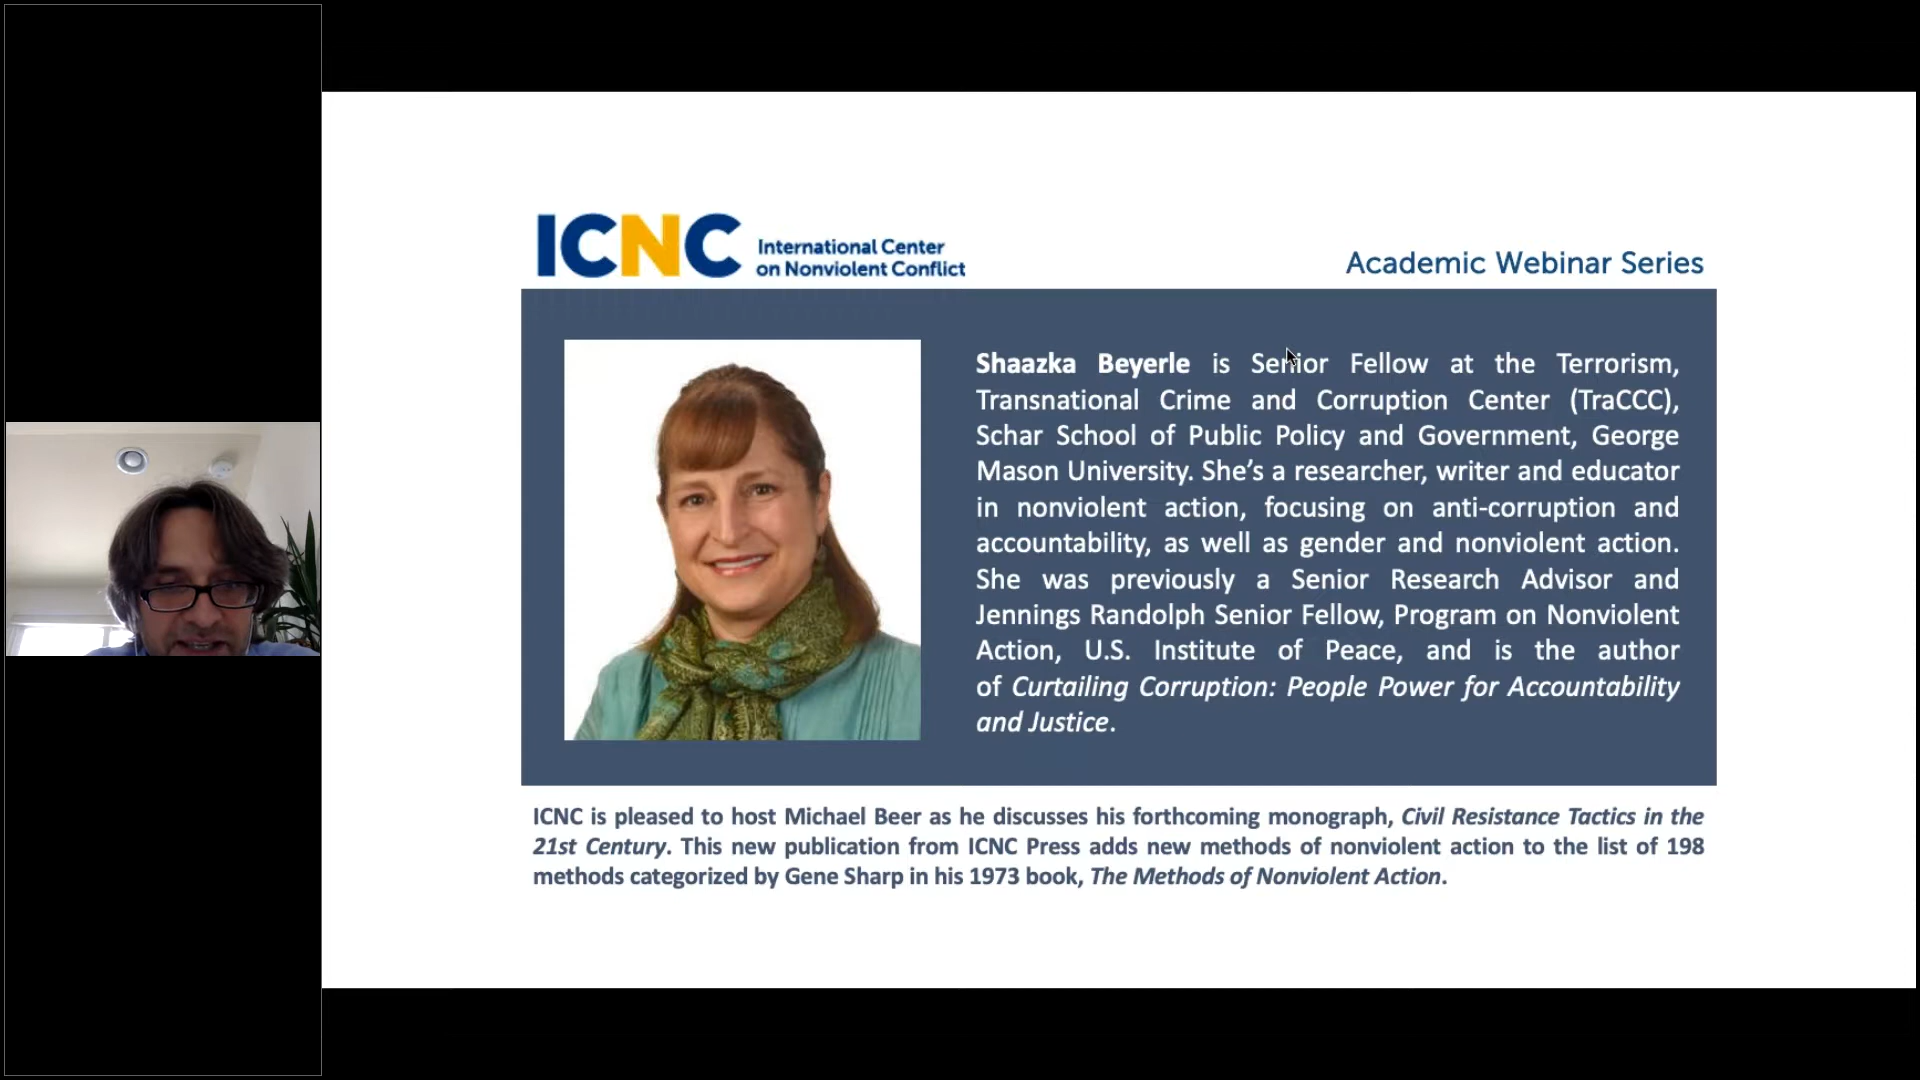 ICNC
International Center
on Nonviolent Conflict
Academic Webinar Series
Shaazka Beyerle is Senior Fellow at the Terrorism,
Transnational Crime and Corruption Center (TraCCC),
Schar School of Public Policy and Government, George
Mason University. She’s a researcher, writer and educator
in nonviolent action, focusing on anti-corruption and
accountability, as well as gender and nonviolent action.
She was previously a Senior Research Advisor and
Jennings Randolph Senior Fellow, Program on Nonviolent
Action, U.S. Institute of Peace, and is the author
of Curtailing Corruption: People Power for Accountability
and Justice.
ICNC is pleased to host Michael Beer as he discusses his forthcoming monograph, Civil Resistance Tactics in the
21st Century. This new publication from ICNC Press adds new methods of nonviolent action to the list of 198
methods categorized by Gene Sharp in his 1973 book, The Methods of Nonviolent Action.